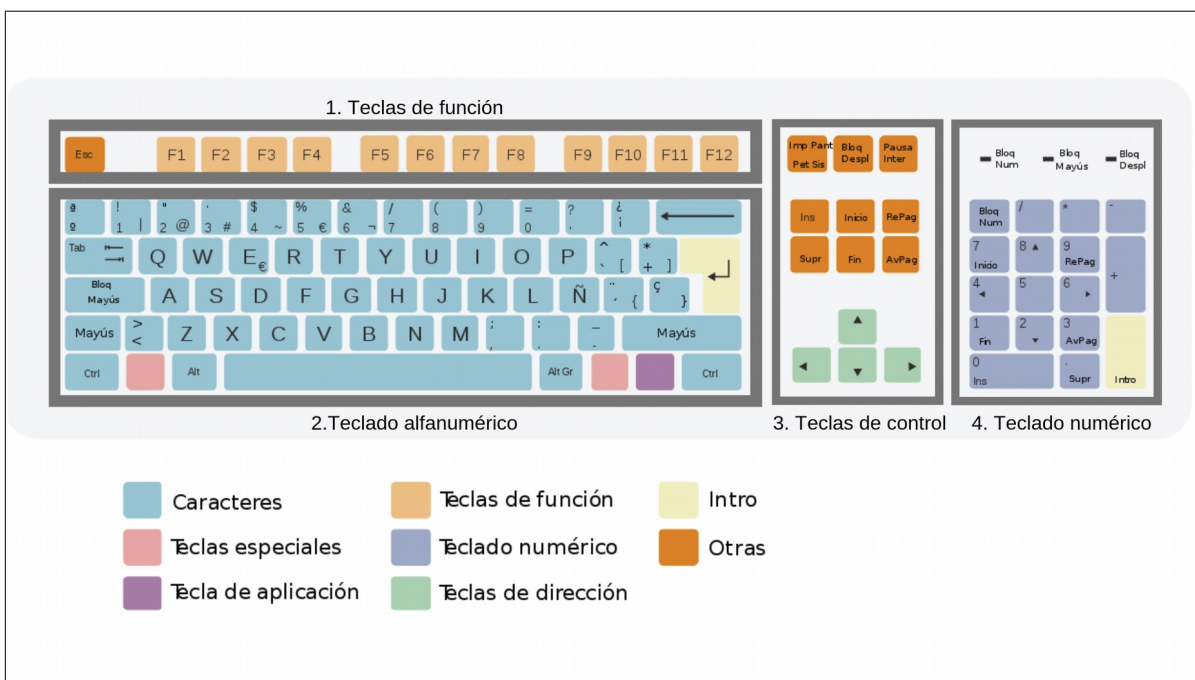 1. Teclas de función
Esc F1 F2 F3 F4 F5 F6 F7 F8 F9 F10 F11 F12
ª ! " · $ % & / ( ) = ? ¿
º 1 | 2 @ 3 # 4 ~ 5 € 6 ¬ 7 8 9 0 ' ¡
Tab Q W E € R T Y U I O P ^ ` [ * + ]
Bloq
Mayús A S D F G H J K L Ñ ¨ ´ { ç }
Mayús > < Z X C V B N M ; , : . _ - Mayús
Ctrl Alt Alt Gr Ctrl
2.Teclado alfanumérico
Imp Pant Bloq Pausa
Pet Sis Despl Inter
Ins Inicio RePag
Supr Fin AvPag
3. Teclas de control
Bloq Bloq Bloq
Num Mayús Despl
Bloq / * -
Num
7 8 9
Inicio RePag +
4 5 6
1 2 3
Fin AvPag
0 .
Ins Supr Intro
4. Teclado numérico
Caracteres Teclas de función Intro
Teclas especiales Teclado numérico Otras
Tecla de aplicación Teclas de dirección